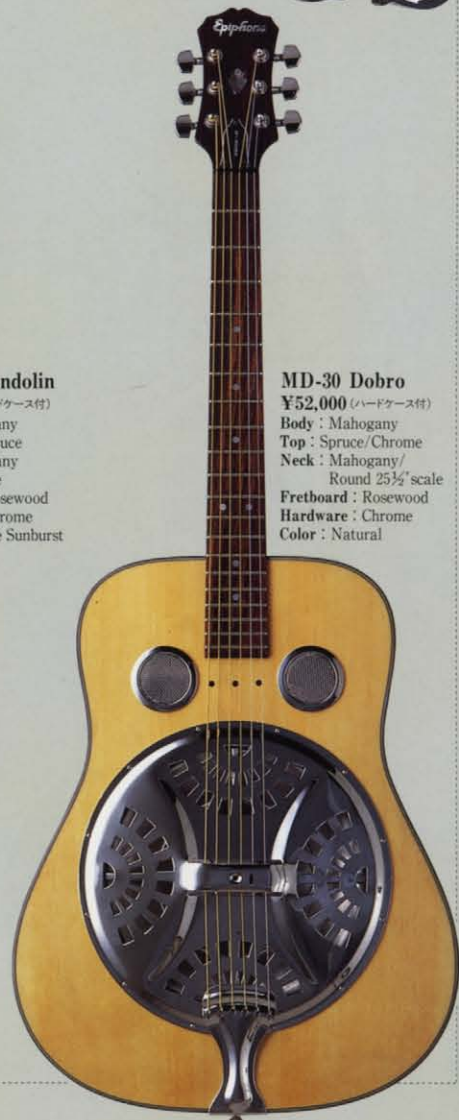 Epiphone
ndolin
ドケース付)
any
uce
any
e
sewood
rome
e Sunburst
MD-30 Dobro
¥52,000 (ハードケース付)
Body : Mahogany
Top : Spruce/Chrome
Neck : Mahogany/
Round 25½" scale
Fretboard : Rosewood
Hardware : Chrome
Color : Natural